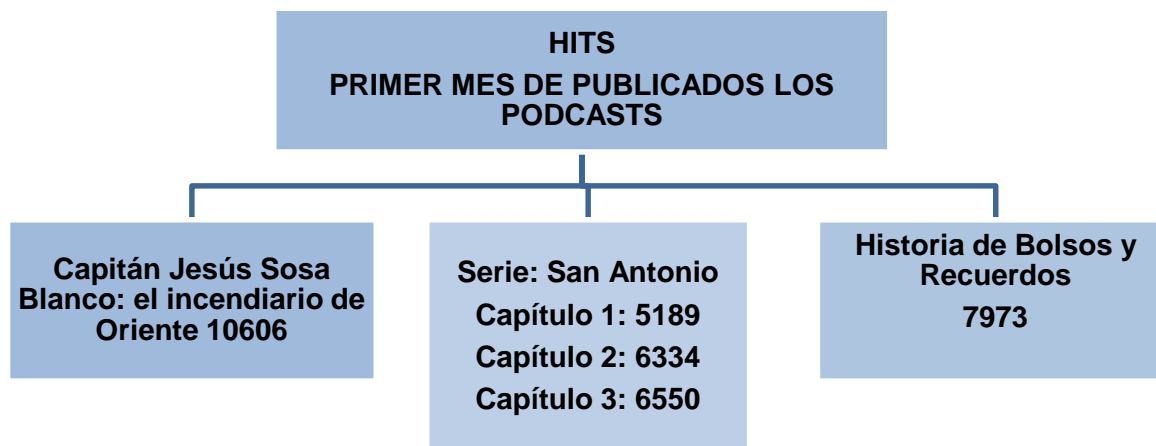 HITS
PRIMER MES DE PUBLICADOS LOS
PODCASTS
Capitán Jesús Sosa
Blanco: el incendiario de
Oriente 10606
Serie: San Antonio
Capítulo 1: 5189
Capítulo 2: 6334
Capítulo 3: 6550
Historia de Bolsos y
Recuerdos
7973